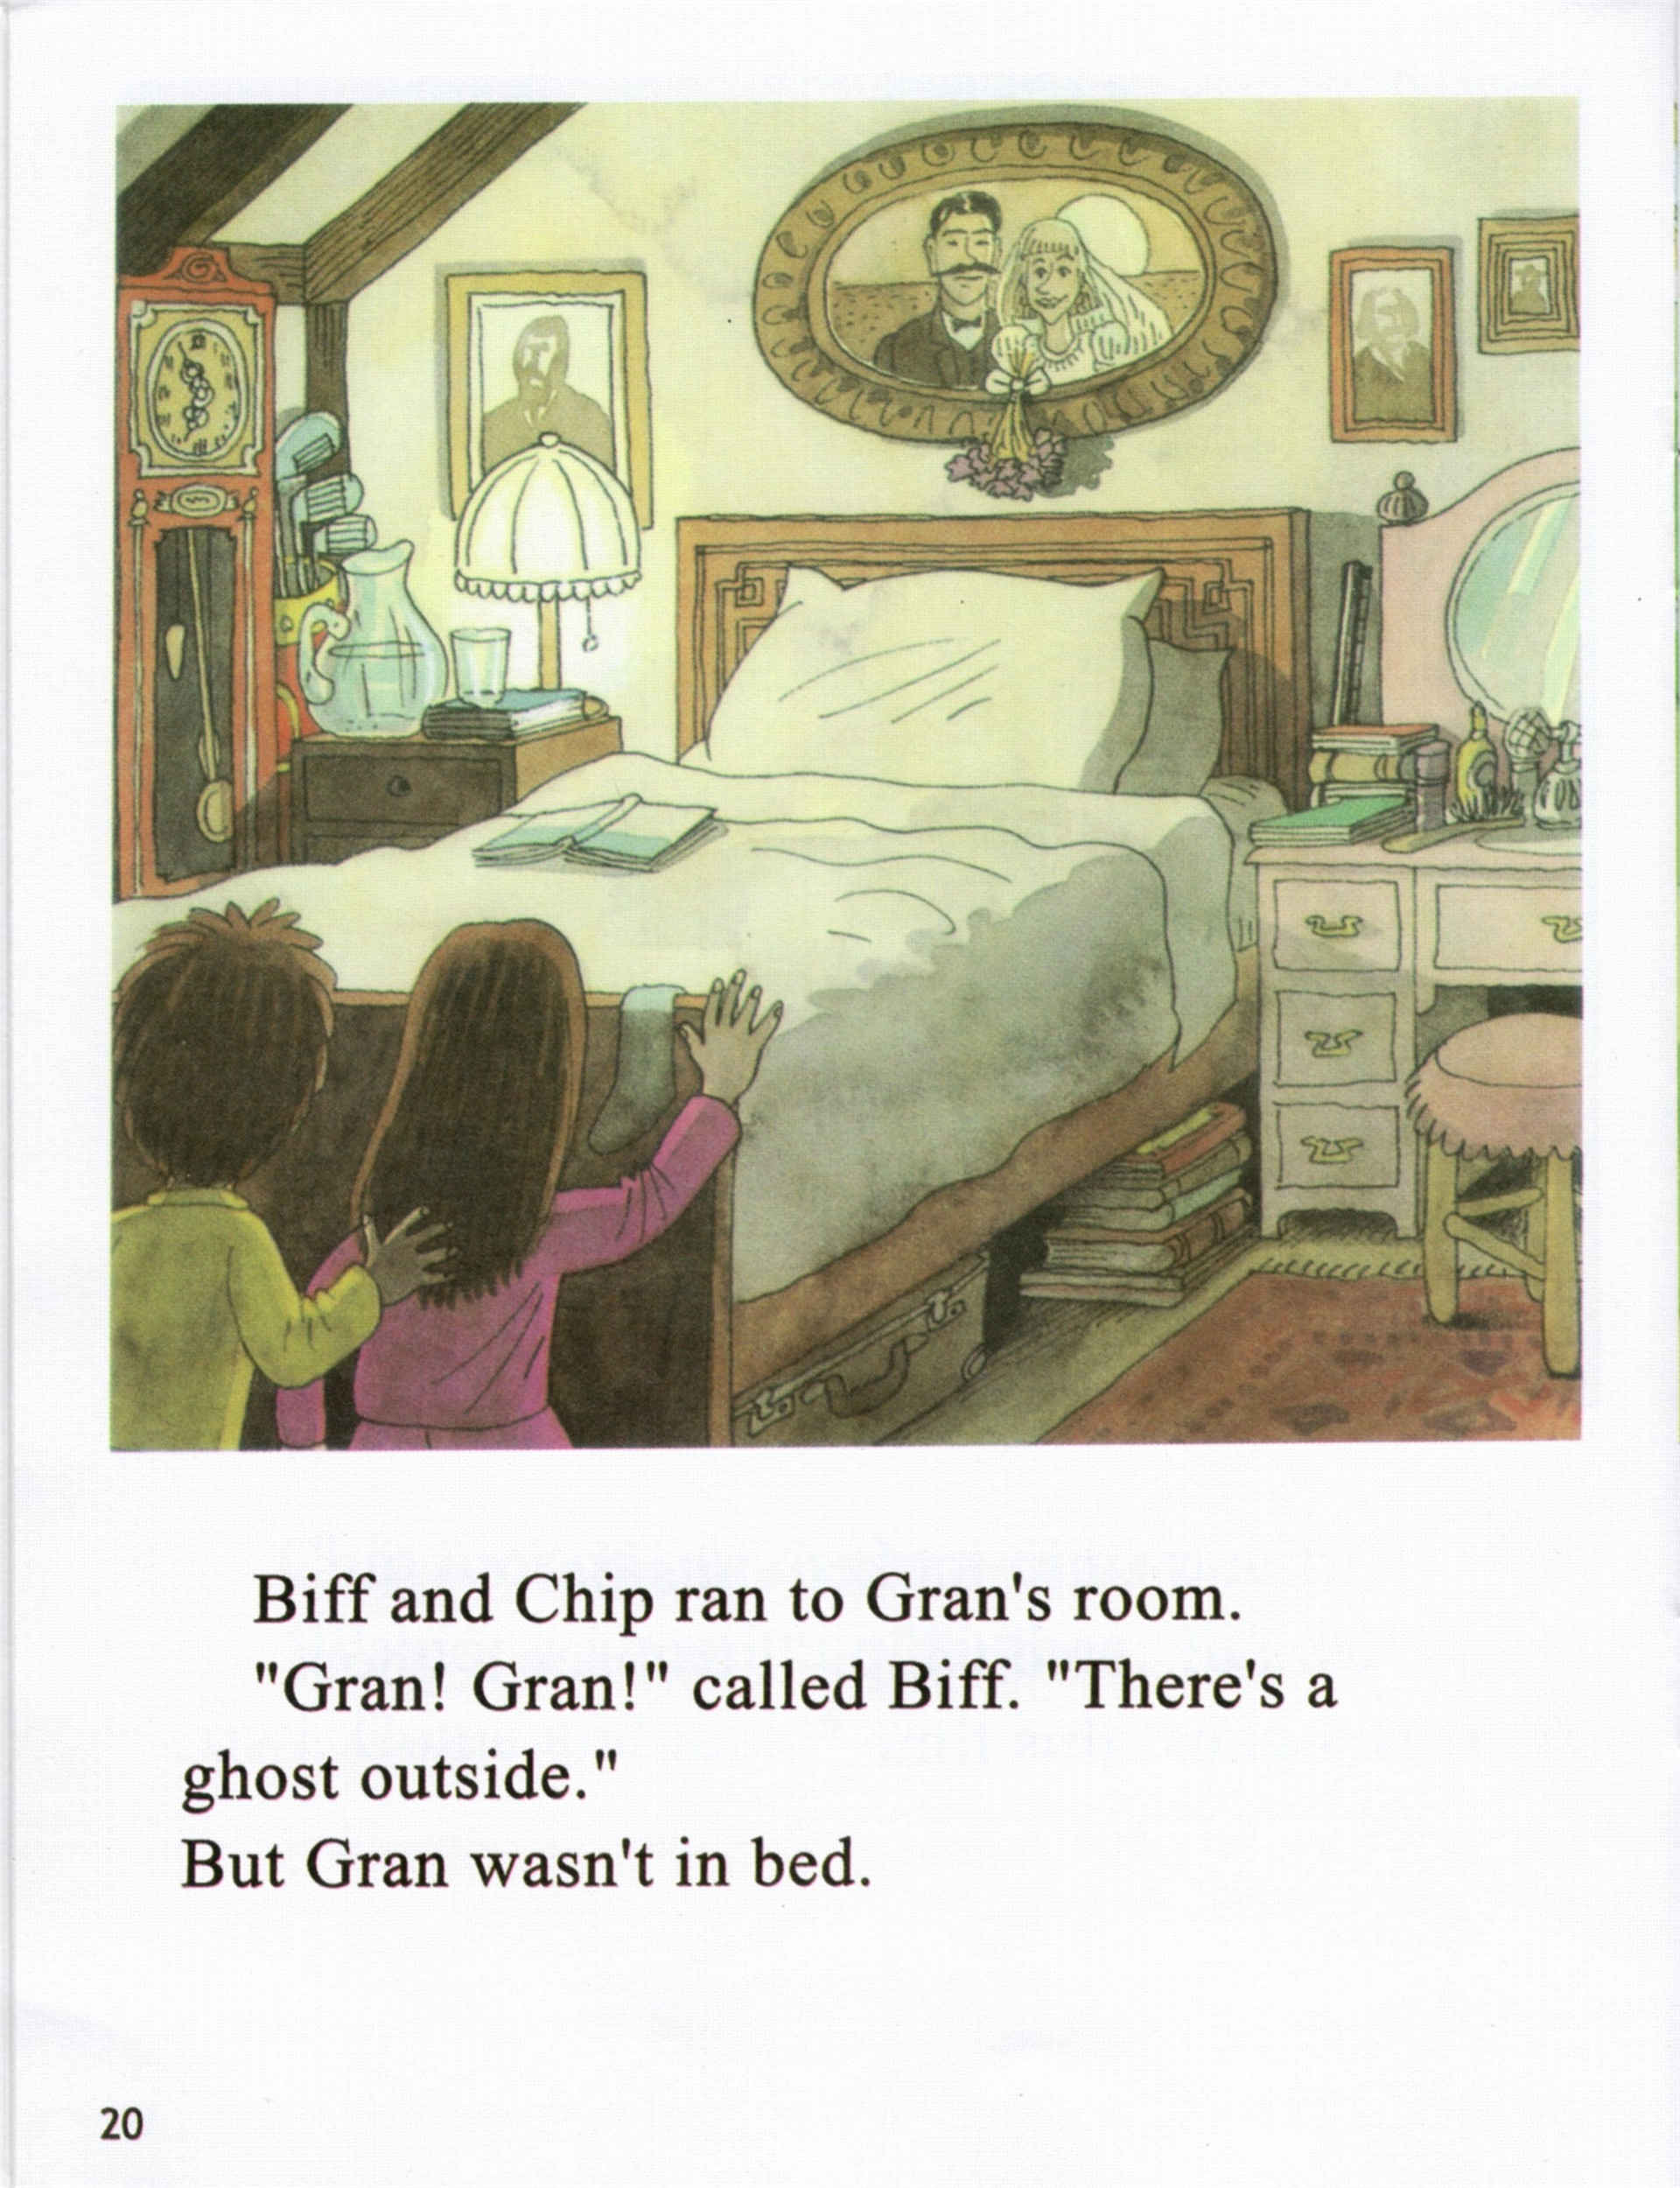 Biff and Chip ran to Gran's room.
"Gran! Gran!" called Biff. "There's a
ghost outside."
But Gran wasn't in bed.
20